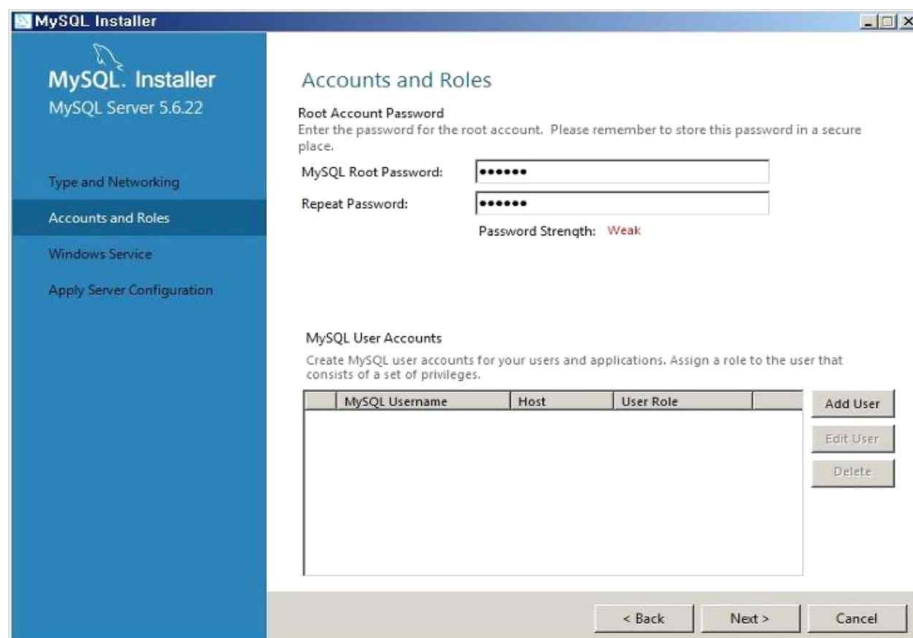 MySQL Installer
MySQL. Installer
MySQL Server 5.6.22
Type and Networking
Accounts and Roles
Windows Service
Apply Server Configuration
Accounts and Roles
Root Account Password
Enter the password for the root account. Please remember to store this password in a secure
place.
MySQL Root Password: ●●●●●●
Repeat Password: ●●●●●●
Password Strength: Weak
MySQL User Accounts
Create MySQL user accounts for your users and applications. Assign a role to the user that
consists of a set of privileges.
MySQL Username Host User Role
Add User
Edit User
Delete
< Back Next > Cancel